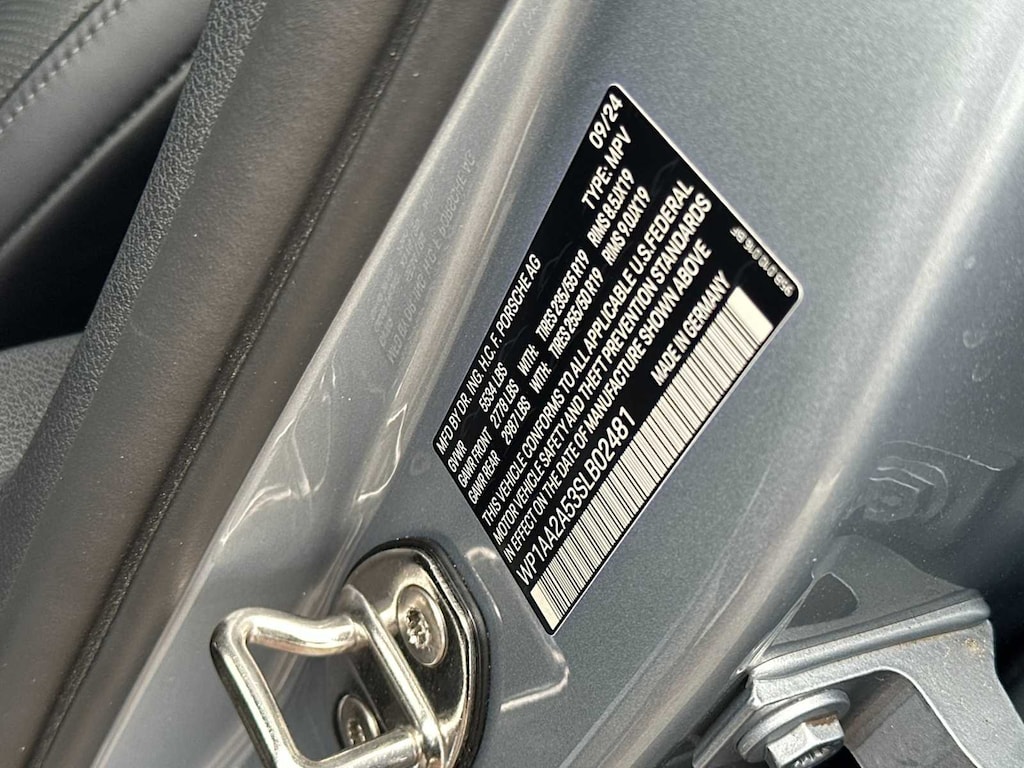 09/24
MFD BY DR. ING. H.C. F. PORSCHE AG TYPE: MPV
GVWR 5534 LBS
GAWR FRONT 2778 LBS WITH: TIRES 235/55 R19 RIMS 8.5JX19
GAWR REAR 2967 LBS WITH: TIRES 255/50 R19 RIMS 9.0JX19
THIS VEHICLE CONFORMS TO ALL APPLICABLE U.S. FEDERAL
MOTOR VEHICLE SAFETY AND THEFT PREVENTION STANDARDS
IN EFFECT ON THE DATE OF MANUFACTURE SHOWN ABOVE
WP1AA2A53SLB02481 MADE IN GERMANY